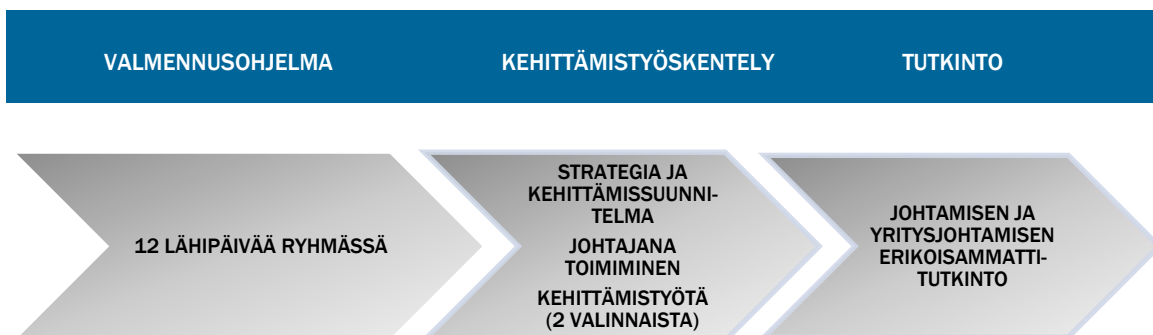 VALMENNUSOHJELMA
KEHITTÄMISTYÖSKENTELY
TUTKINTO
12 LÄHIPÄIVÄÄ RYHMÄSSÄ
STRATEGIA JA
KEHITTÄMISSUUNNI-
TELMA
JOHTAJANA
TOIMIMINEN
KEHITTÄMISTYÖTÄ
(2 VALINNAISTA)
JOHTAMISEN JA
YRITYSJOHTAMISEN
ERIKOISAMMATTI-
TUTKINTO